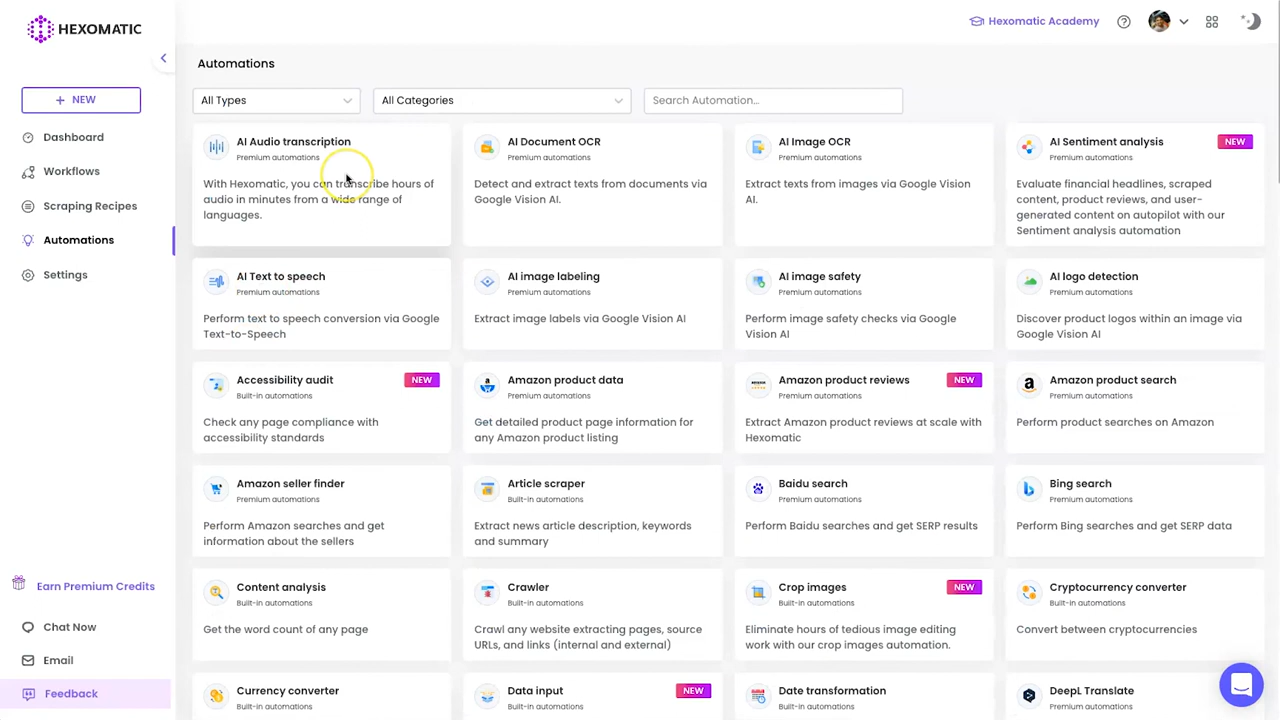 HEXOMATIC
Hexomatic Academy
+ NEW
Dashboard
Workflows
Scraping Recipes
Automations
Settings
Earn Premium Credits
Chat Now
Email
Feedback
Automations
All Types
All Categories
Search Automation...
AI Audio transcription
Premium automations
With Hexomatic, you can transcribe hours of
audio in minutes from a wide range of
languages.
AI Document OCR
Premium automations
Detect and extract texts from documents via
Google Vision AI.
AI Image OCR
Premium automations
Extract texts from images via Google Vision
AI.
AI Sentiment analysis
NEW
Premium automations
Evaluate financial headlines, scraped
content, product reviews, and user-
generated content on autopilot with our
Sentiment analysis automation
AI Text to speech
Premium automations
Perform text to speech conversion via Google
Text-to-Speech
AI image labeling
Premium automations
Extract image labels via Google Vision AI
AI image safety
Premium automations
Perform image safety checks via Google
Vision AI
AI logo detection
Premium automations
Discover product logos within an image via
Google Vision AI
Accessibility audit
NEW
Built-in automations
Check any page compliance with
accessibility standards
Amazon product data
Premium automations
Get detailed product page information for
any Amazon product listing
Amazon product reviews
NEW
Premium automations
Extract Amazon product reviews at scale with
Hexomatic
Amazon product search
Premium automations
Perform product searches on Amazon
Amazon seller finder
Premium automations
Perform Amazon searches and get
information about the sellers
Article scraper
Built-in automations
Extract news article description, keywords
and summary
Baidu search
Premium automations
Perform Baidu searches and get SERP results
Bing search
Premium automations
Perform Bing searches and get SERP data
Content analysis
Built-in automations
Get the word count of any page
Crawler
Built-in automations
Crawl any website extracting pages, source
URLs, and links (internal and external)
Crop images
NEW
Built-in automations
Eliminate hours of tedious image editing
work with our crop images automation.
Cryptocurrency converter
Built-in automations
Convert between cryptocurrencies
Currency converter
Built-in automations
Data input
NEW
Built-in automations
Date transformation
Built-in automations
DeepL Translate
Premium automations